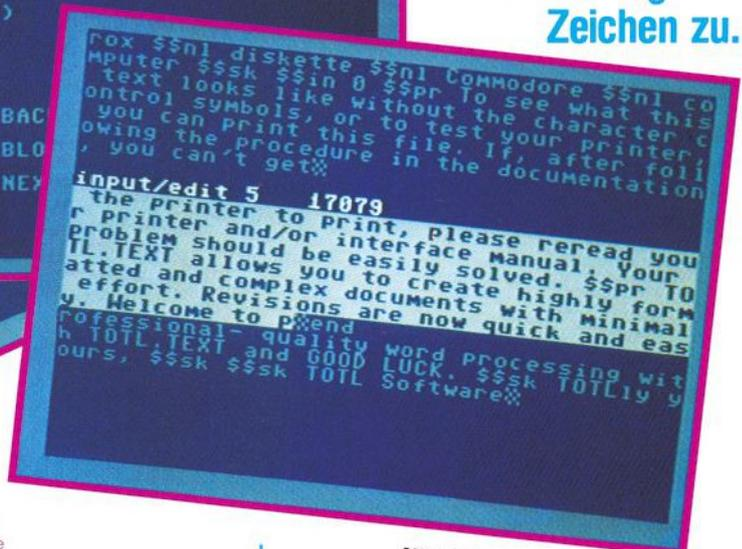 Zeichen zu.
)
BAC
BLO
NEX
rox $$nl diskette $$nl Commodore $$nl co
mputer $$sk $$in 0 $$pr To see what this
 text looks like without the character c
ontrol symbols, or to test your printer,
 you can print this file. If, after foll
owing the procedure in the documentation
, you can't get
input/edit 5    17079
 the printer to print, please reread you
r printer and/or interface manual. Your
problem should be easily solved. $$pr TO
TL.TEXT allows you to create highly form
atted and complex documents with minimal
 effort. Revisions are now quick and eas
y. Welcome to p
end
rofessional- quality word processing wit
h TOTL.TEXT and GOOD LUCK. $$sk TOTLly y
ours, $$sk $$sk TOTL Software
e